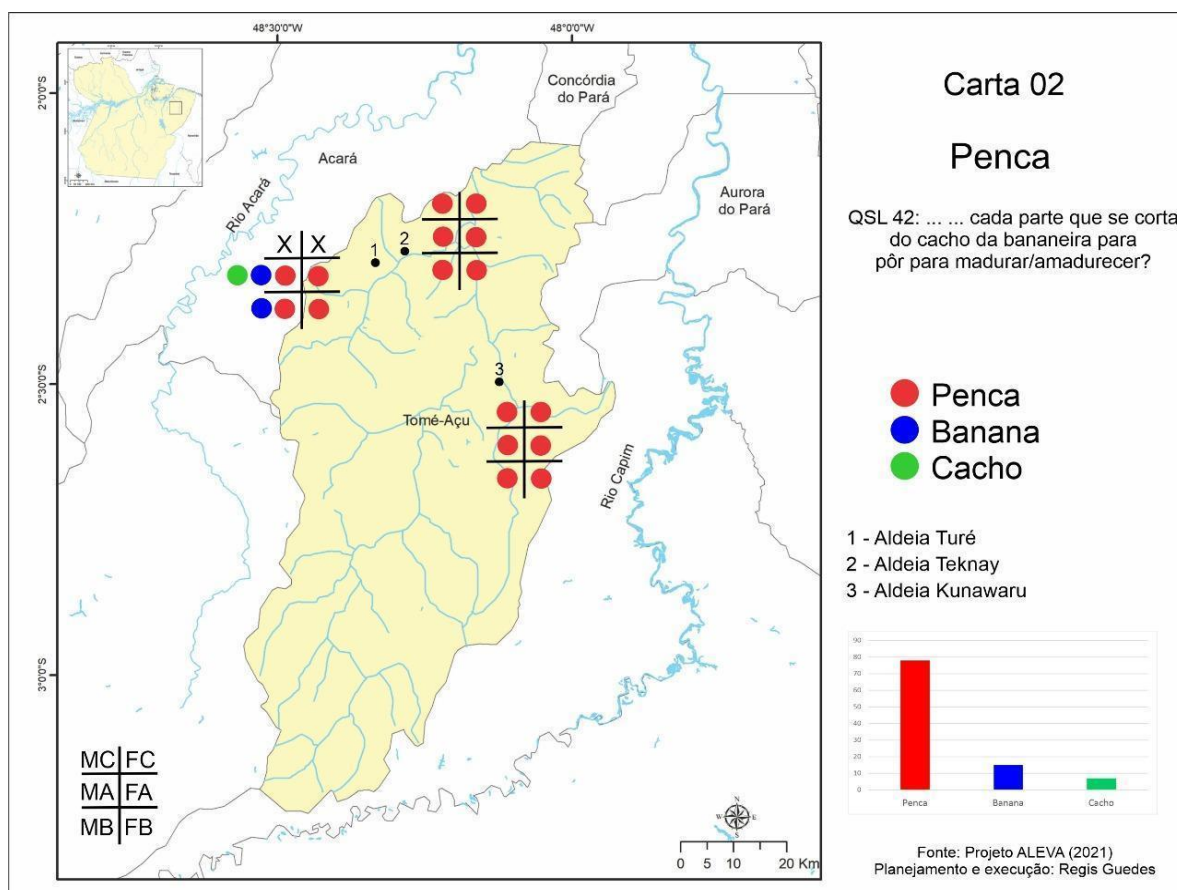 48°30'0"W
48°0'0"W
2°0'0"S
2°30'0"S
3°0'0"S
Concórdia
do Pará
Acará
Rio Acará
Aurora
do Pará
X X
1
2
3
Tomé-Açu
Rio Capim
MC FC
MA FA
MB FB
N
W E
S
0 5 10 20 Km
Carta 02
Penca
QSL 42: ... ... cada parte que se corta
do cacho da bananeira para
pôr para madurar/amadurecer?
Penca
Banana
Cacho
1 - Aldeia Turé
2 - Aldeia Teknay
3 - Aldeia Kunawaru
90
80
70
60
50
40
30
20
10
0
Penca Banana Cacho
Fonte: Projeto ALEVA (2021)
Planejamento e execução: Regis Guedes